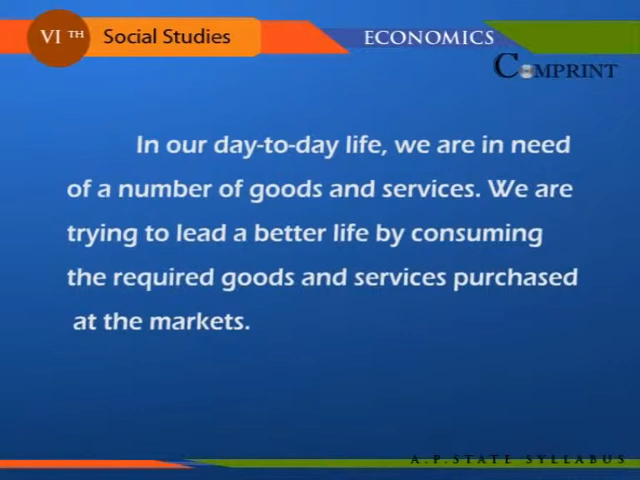 VI TH Social Studies
ECONOMICS
COMPRINT
In our day-to-day life, we are in need
of a number of goods and services. We are
trying to lead a better life by consuming
the required goods and services purchased
at the markets.
A.P.STATE SYLLABUS